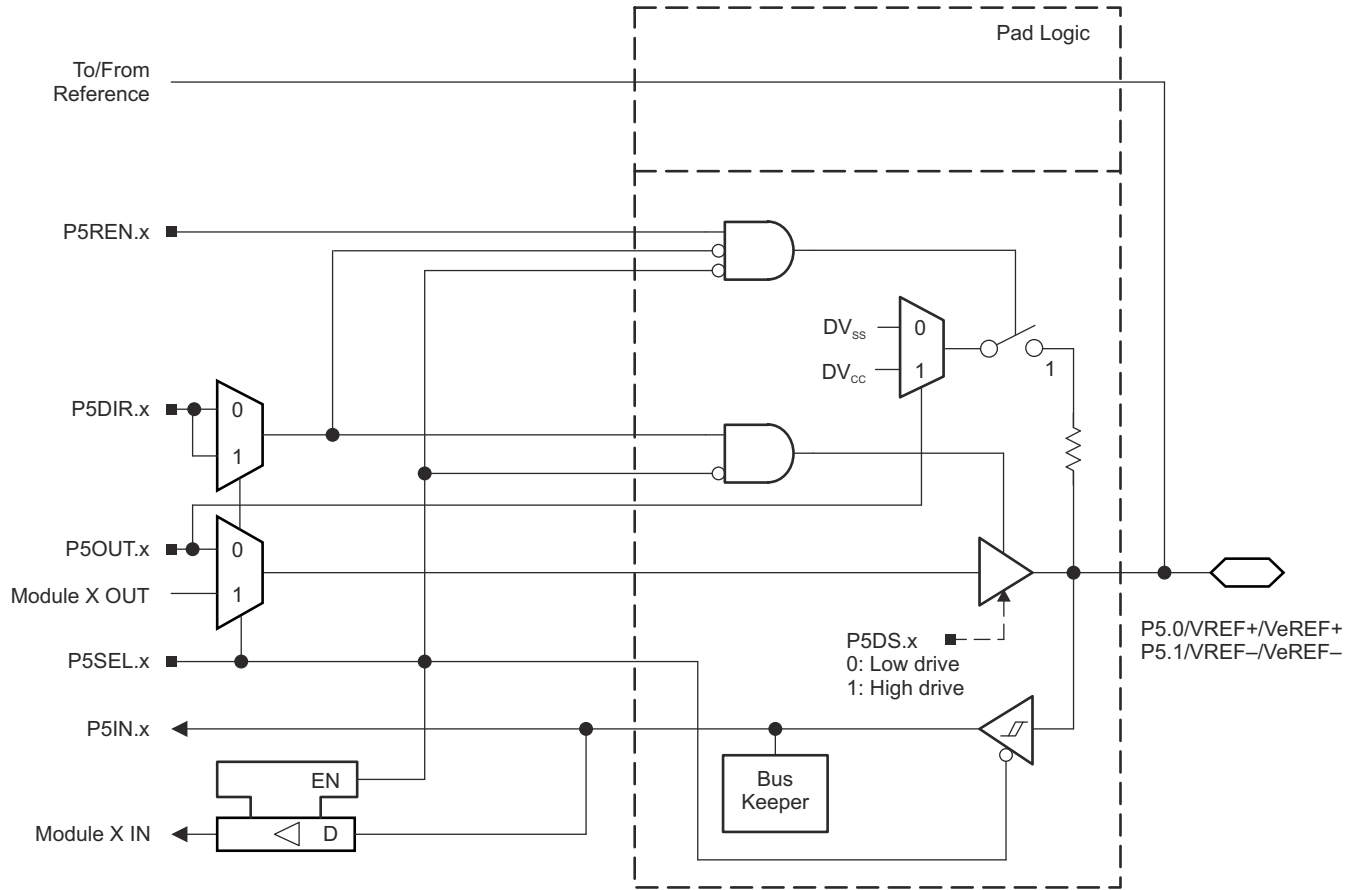 Pad Logic
To/From
Reference
P5REN.x
DVSS
0
DVCC
1
1
P5DIR.x
0
1
P5OUT.x
0
Module X OUT
1
P5DS.x
0: Low drive
1: High drive
P5.0/VREF+/VeREF+
P5.1/VREF–/VeREF–
P5SEL.x
P5IN.x
Bus
Keeper
EN
Module X IN
D